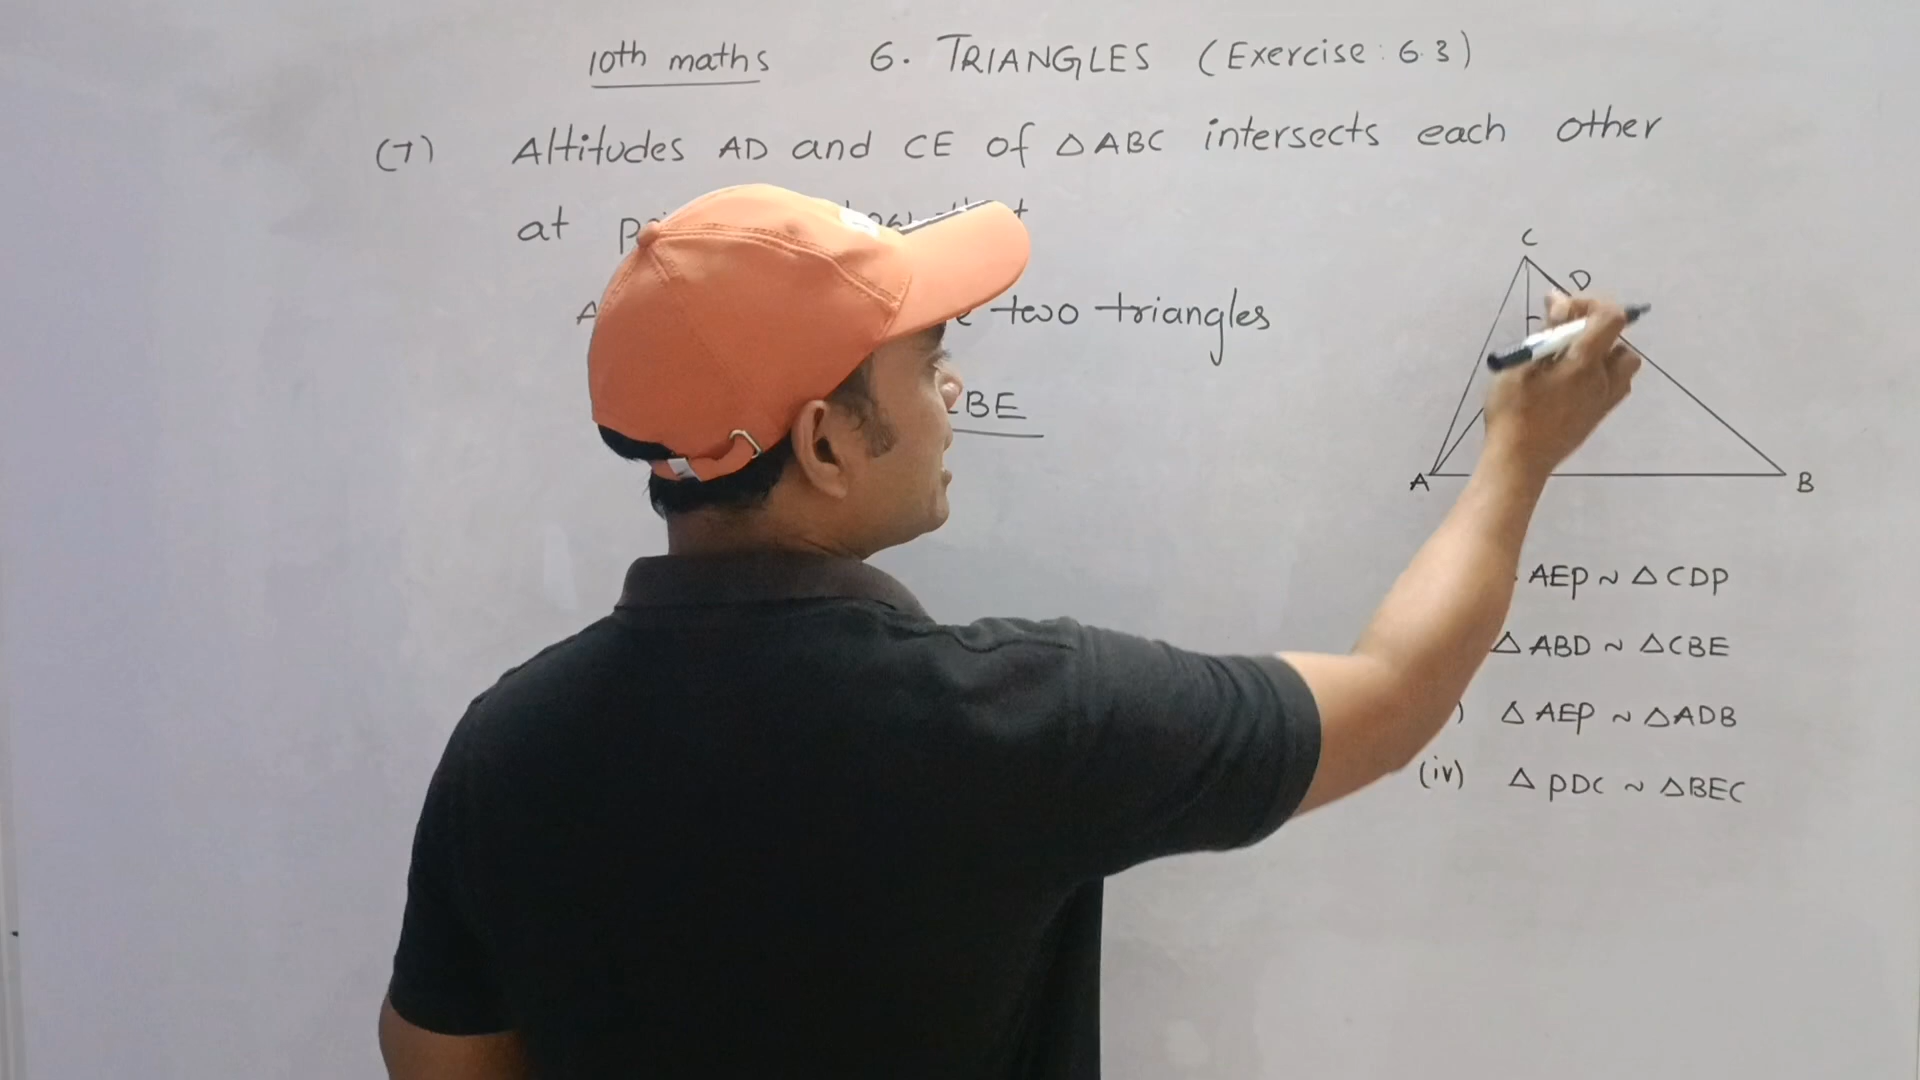 10th maths 6. TRIANGLES (Exercise: 6.3)
(7) Altitudes AD and CE of △ABC intersects each other
at
two triangles
BE
C
D
A
B
AEP ~ △CDP
△ABD ~ △CBE
) △AEP ~ △ADB
(iv) △PDC ~ △BEC